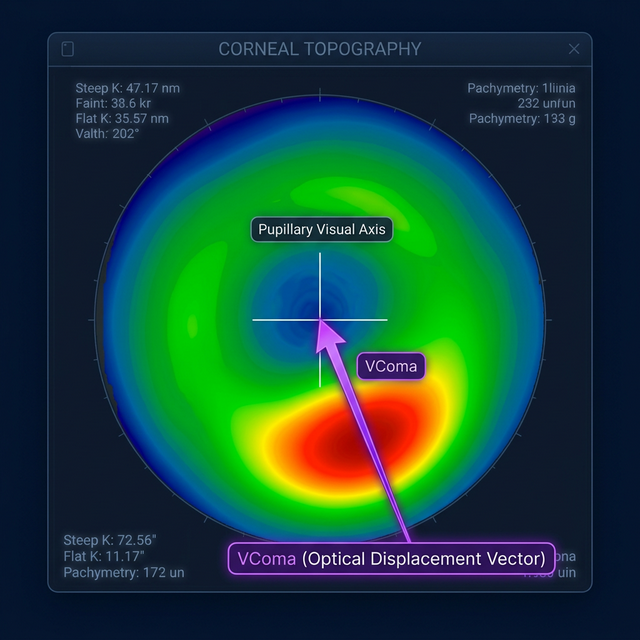 CORNEAL TOPOGRAPHY
Steep K: 47.17 nm
Faint: 38.6 kr
Flat K: 35.57 nm
Valth: 202°
Pachymetry: 1linia
232 un/un
Pachymetry: 133 g
Pupillary Visual Axis
VComa
Steep K: 72.56"
Flat K: 11.17"
Pachymetry: 172 un
VComa (Optical Displacement Vector)
uin